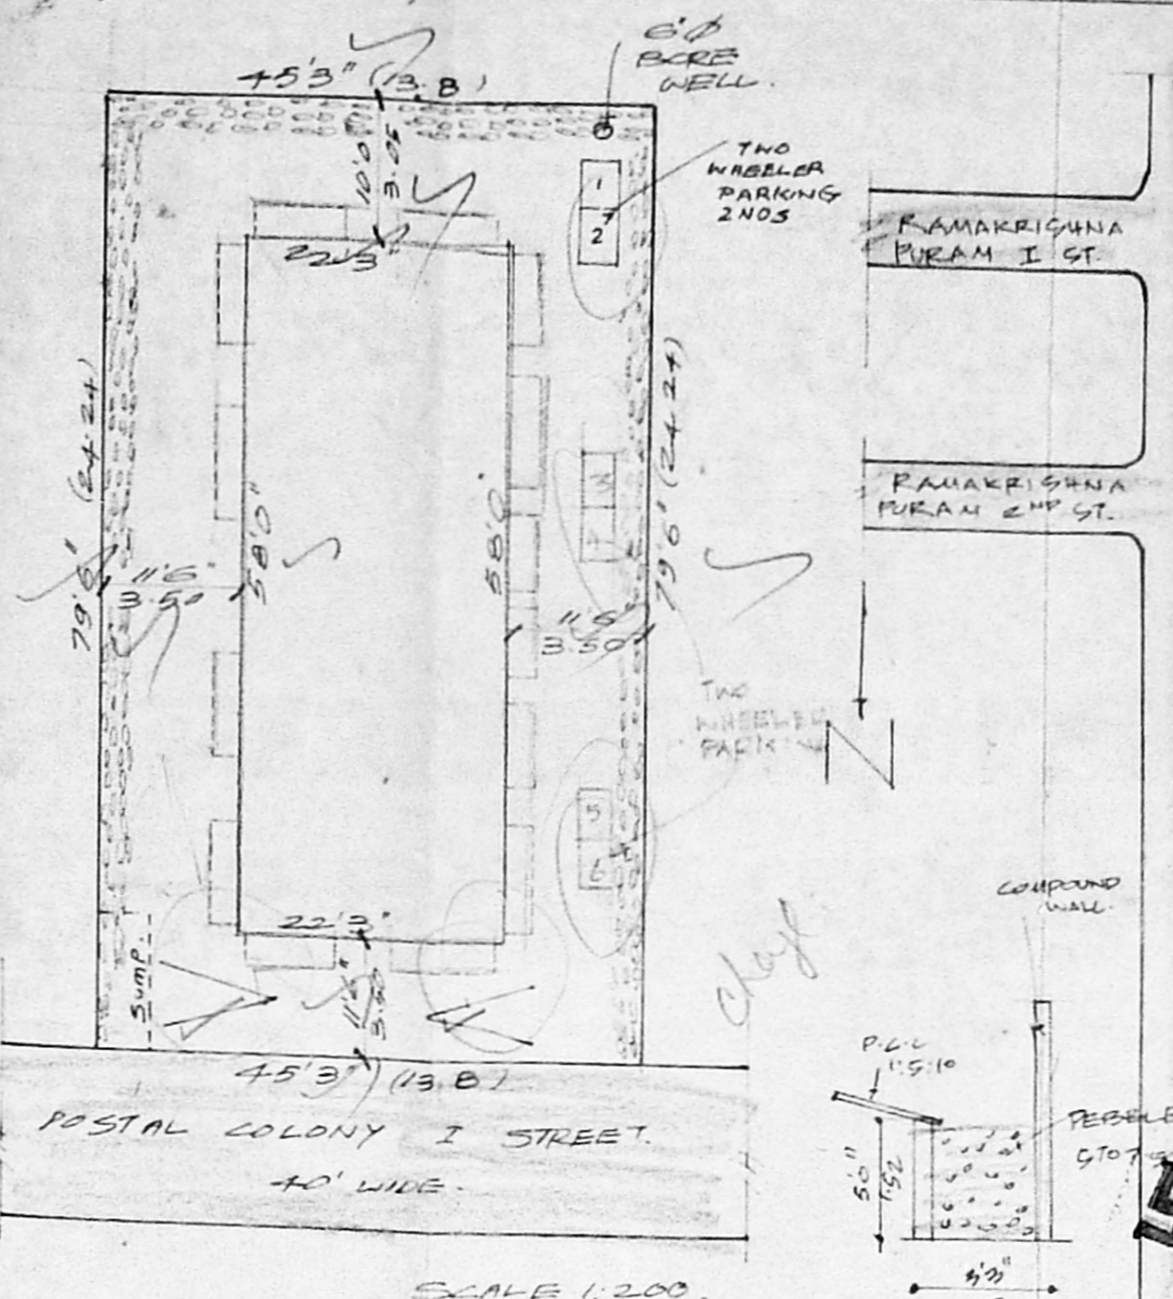 6'Ø
BORE
WELL.
45'3" (13.8)
10'0"
3.05
TWO
WHEELER
PARKING
2 NOS
1
2
22'3"
RAMAKRISHNA
PURAM I ST.
79'6" (24.24)
58'0"
58'0"
79'6" (24.24)
3
RAMAKRISHNA
PURAM 2ND ST.
11'6"
3.50
11'6"
3.50
TWO
WHEELER
PARKING
N
5
6
COMPOUND
WALL.
22'3"
SUMP
11'6"
3.50
P.C.C
1:5:10
45'3" (13.8)
POSTAL COLONY I STREET.
40' WIDE.
5'0"
1.52
PEBBLE
SCALE 1:200.